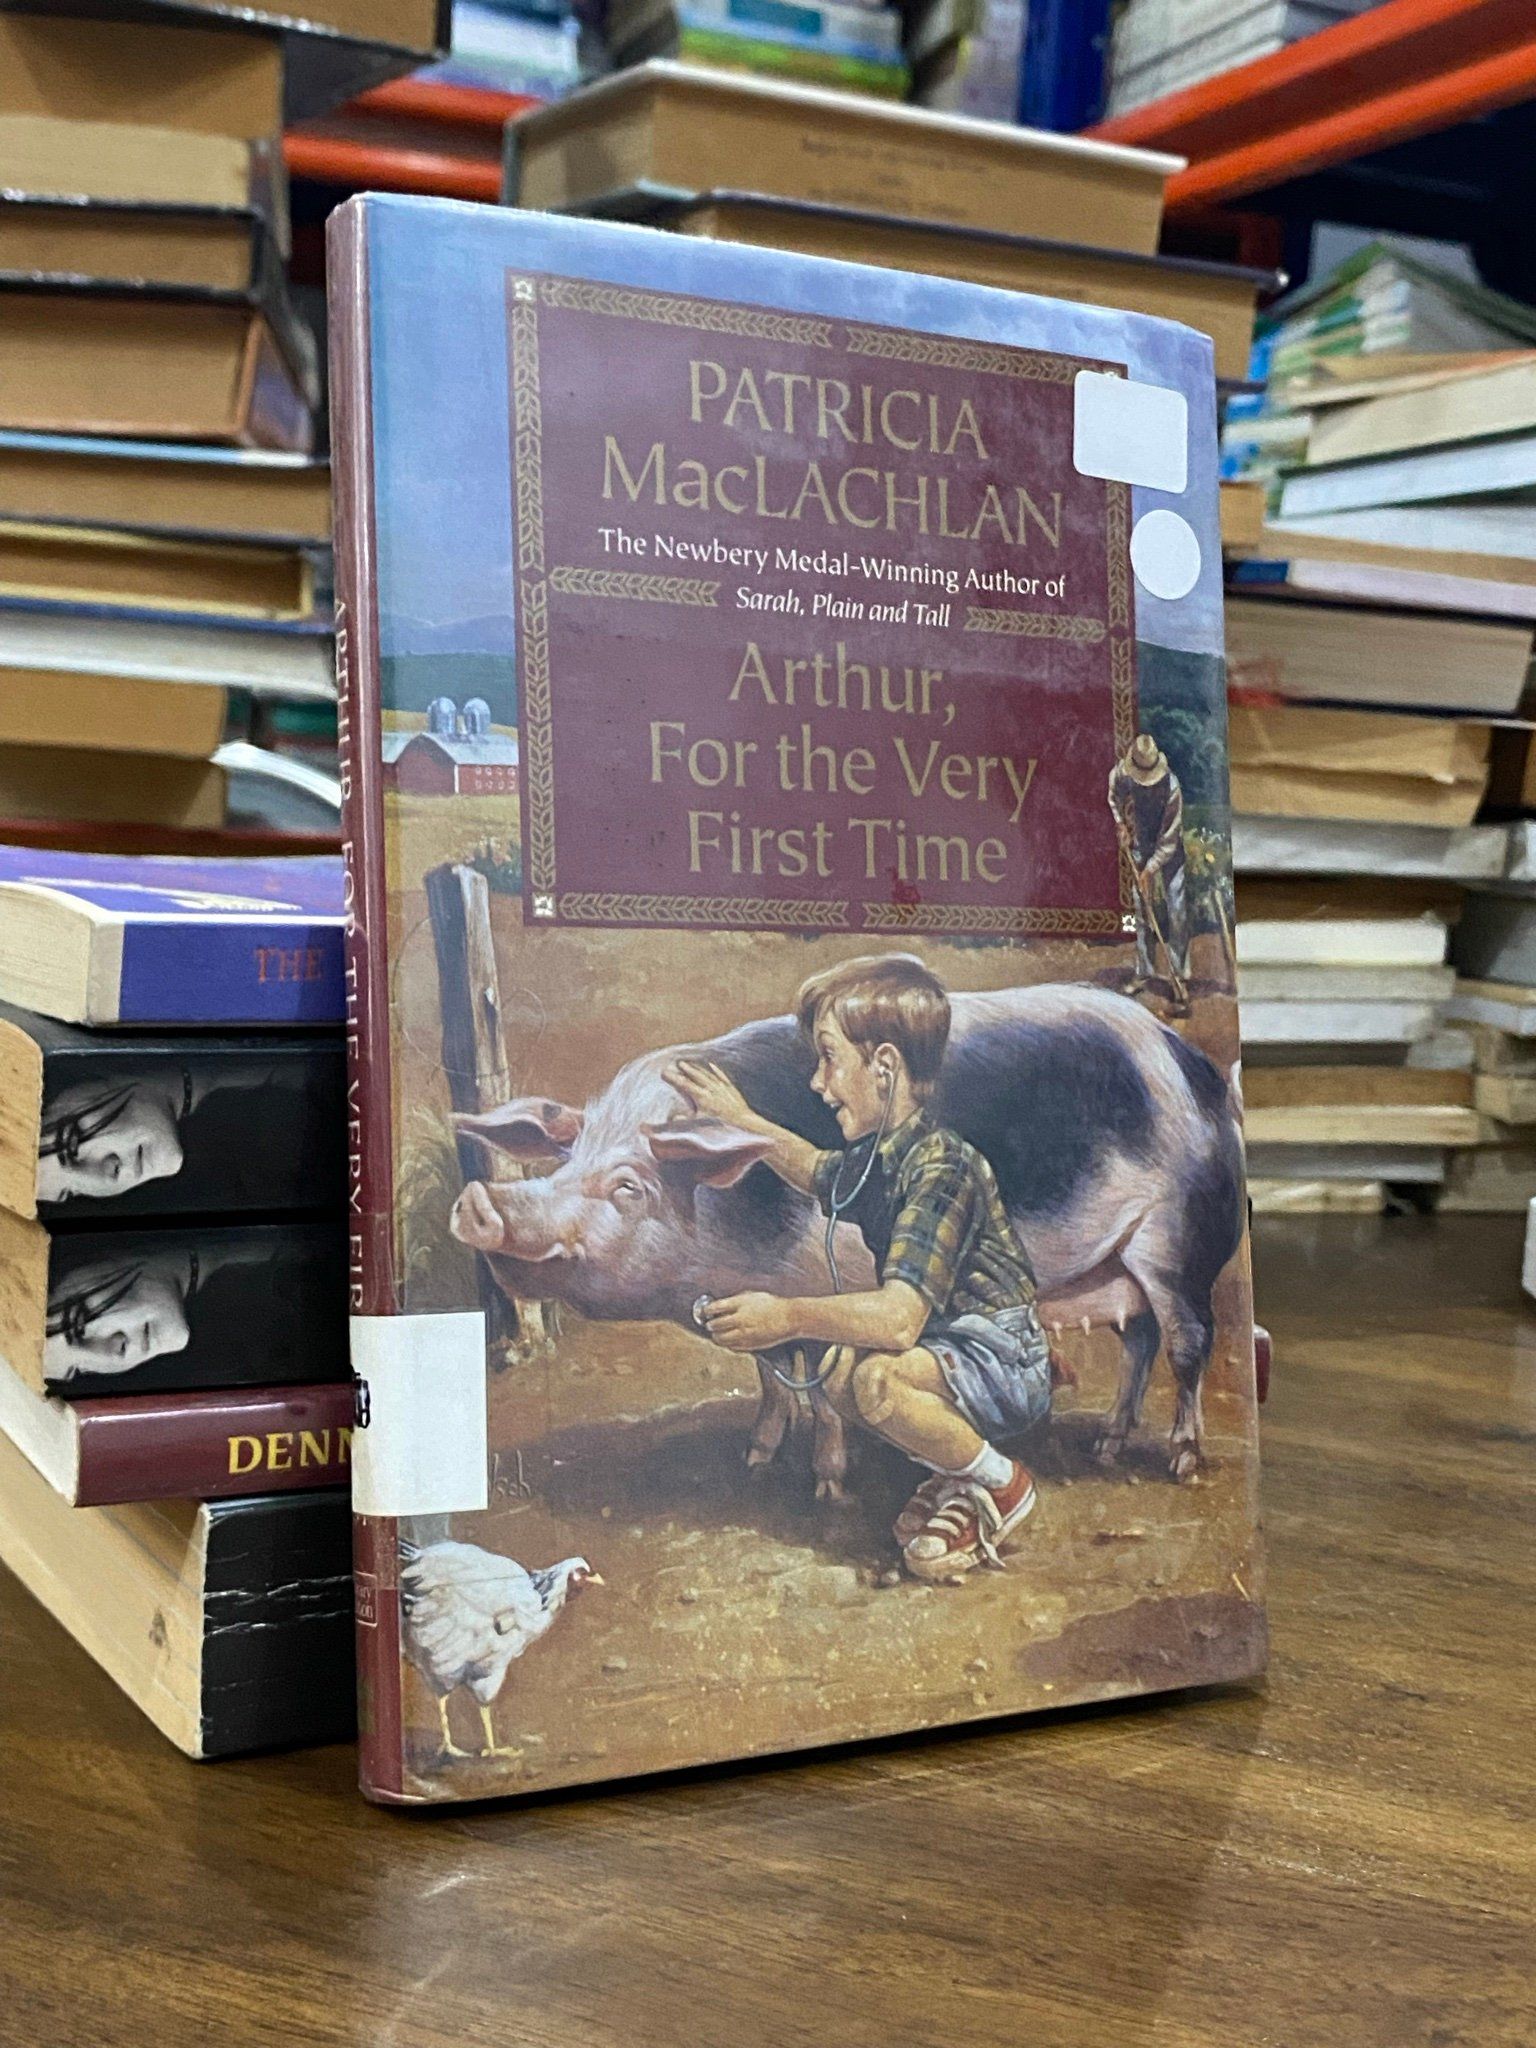 PATRICIA
MacLACHLAN
The Newbery Medal-Winning Author of
Sarah, Plain and Tall
Arthur,
For the Very
First Time
ARTHUR, FOR THE VERY FIR
THE
DENN